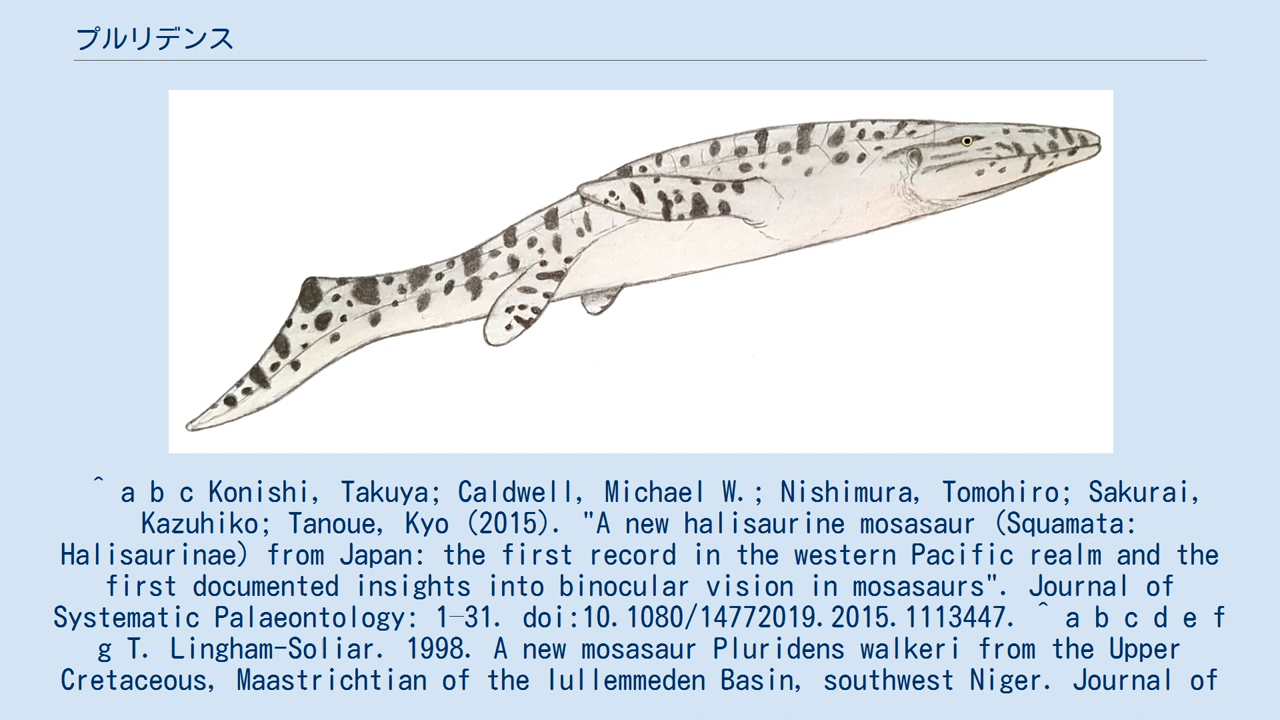 プルリデンス
^ a b c Konishi, Takuya; Caldwell, Michael W.; Nishimura, Tomohiro; Sakurai,
Kazuhiko; Tanoue, Kyo (2015). "A new halisaurine mosasaur (Squamata:
Halisaurinae) from Japan: the first record in the western Pacific realm and the
first documented insights into binocular vision in mosasaurs". Journal of
Systematic Palaeontology: 1–31. doi:10.1080/14772019.2015.1113447. ^ a b c d e f
g T. Lingham-Soliar. 1998. A new mosasaur Pluridens walkeri from the Upper
Cretaceous, Maastrichtian of the lullemmeden Basin, southwest Niger. Journal of